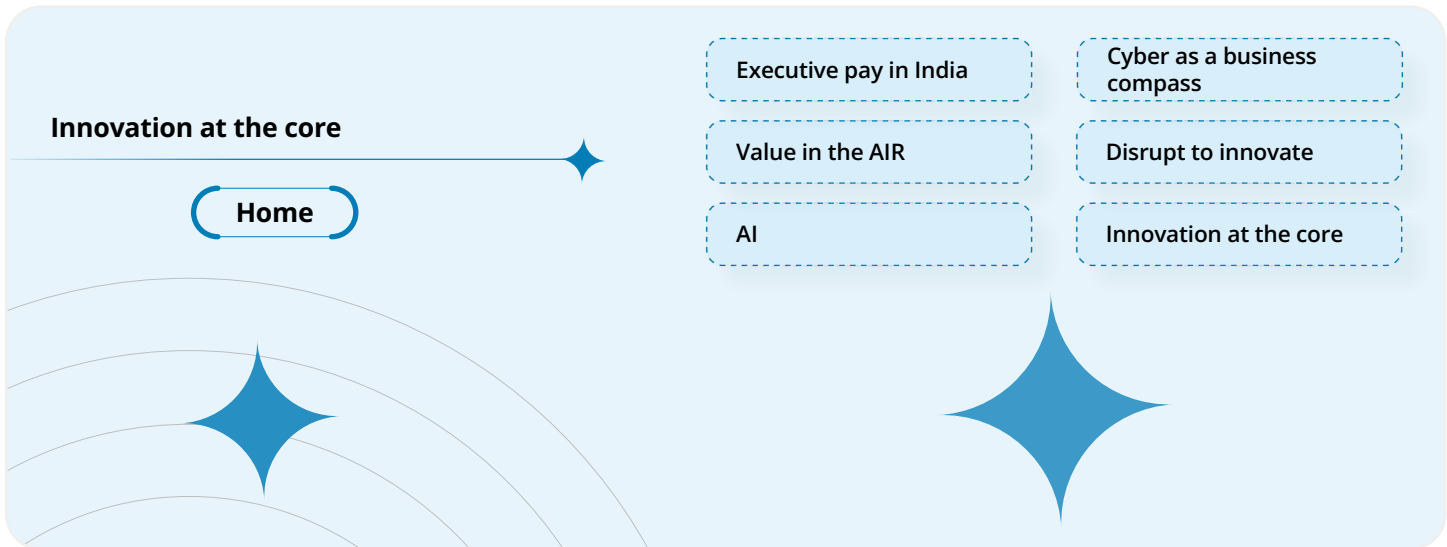 Innovation at the core
Home
Executive pay in India
Cyber as a business
compass
Value in the AIR
Disrupt to innovate
AI
Innovation at the core